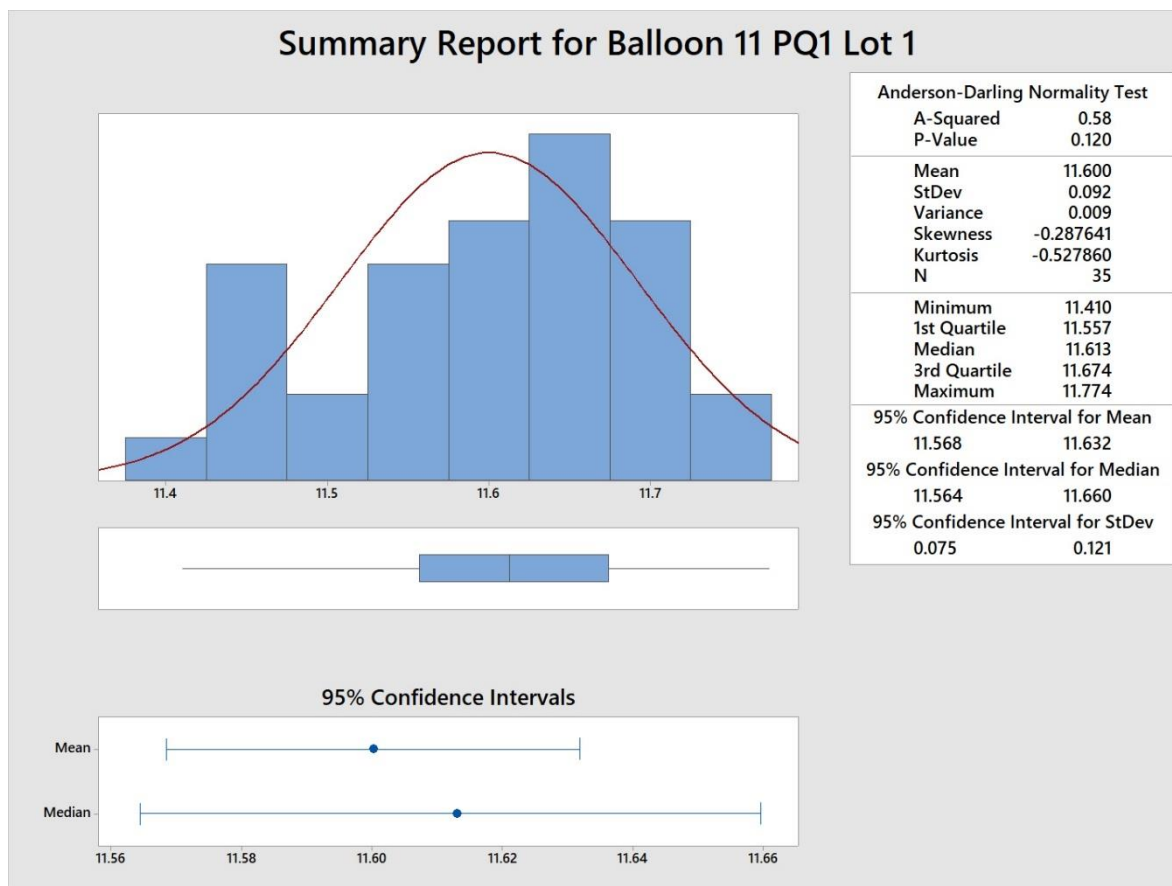 Summary Report for Balloon 11 PQ1 Lot 1
Anderson-Darling Normality Test
A-Squared 0.58
P-Value 0.120
Mean 11.600
StDev 0.092
Variance 0.009
Skewness -0.287641
Kurtosis -0.527860
N 35
Minimum 11.410
1st Quartile 11.557
Median 11.613
3rd Quartile 11.674
Maximum 11.774
95% Confidence Interval for Mean
11.568 11.632
95% Confidence Interval for Median
11.564 11.660
95% Confidence Interval for StDev
0.075 0.121
11.4 11.5 11.6 11.7
95% Confidence Intervals
Mean
Median
11.56 11.58 11.60 11.62 11.64 11.66